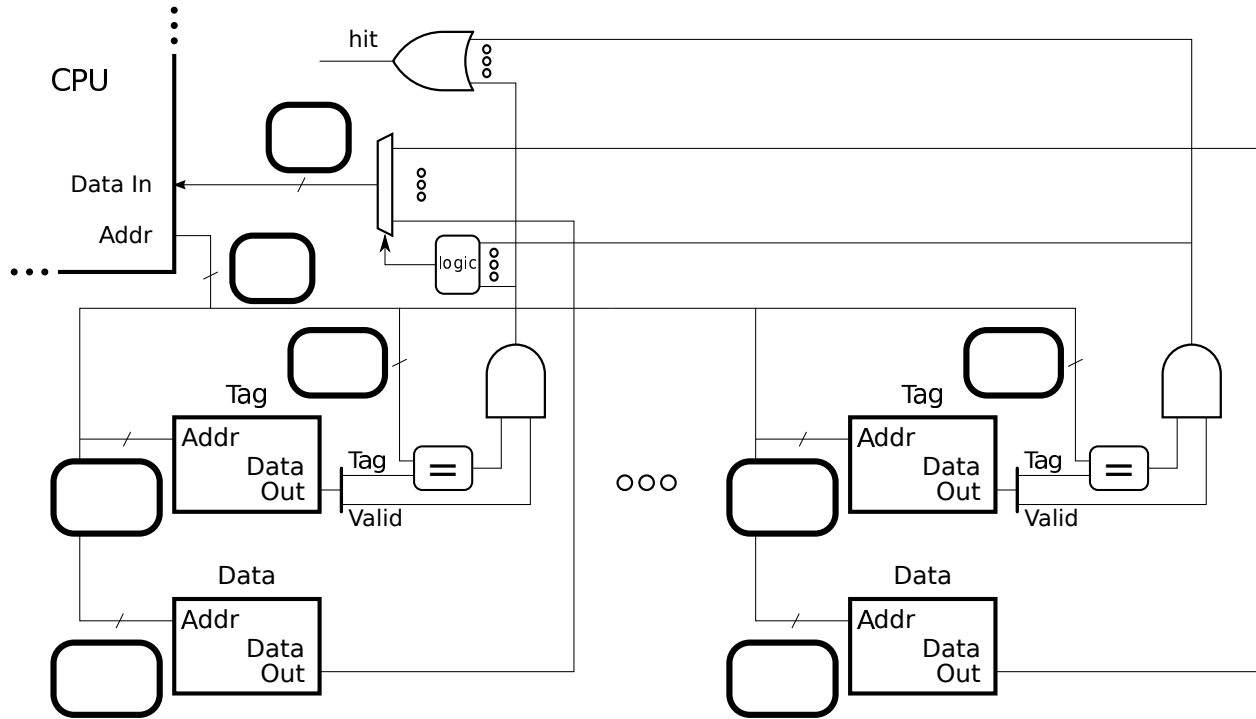 hit
CPU
Data In
Addr
logic
Tag
Addr
Data
Out
Tag
=
Valid
Data
Addr
Data
Out
Tag
Addr
Data
Out
Tag
=
Valid
Data
Addr
Data
Out